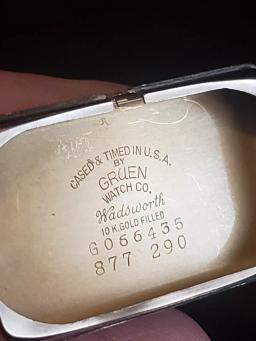 CASED & TIMED IN U.S.A.
BY
GRUEN
WATCH CO.
Wadsworth
10 K. GOLD FILLED
G066435
877 290